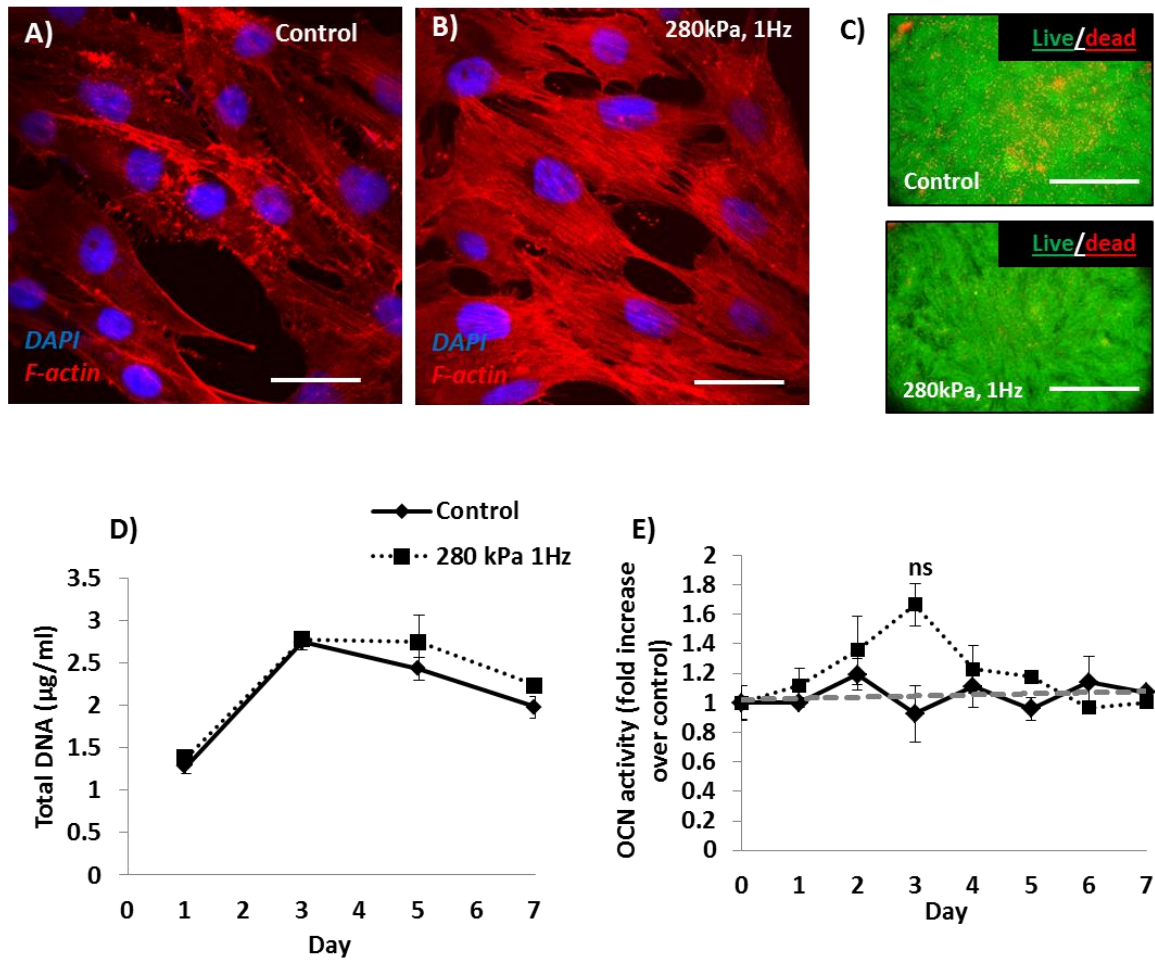 A)
Control
DAPI
F-actin
B)
280kPa, 1Hz
DAPI
F-actin
C)
Live/dead
Control
Live/dead
280kPa, 1Hz
D)
Control
280 kPa 1Hz
Total DNA (µg/ml)
3.5
3
2.5
2
1.5
1
0.5
0
0 1 2 3 4 5 6 7
Day
E)
ns
OCN activity (fold increase
over control)
2
1.8
1.6
1.4
1.2
1
0.8
0.6
0.4
0.2
0
0 1 2 3 4 5 6 7
Day